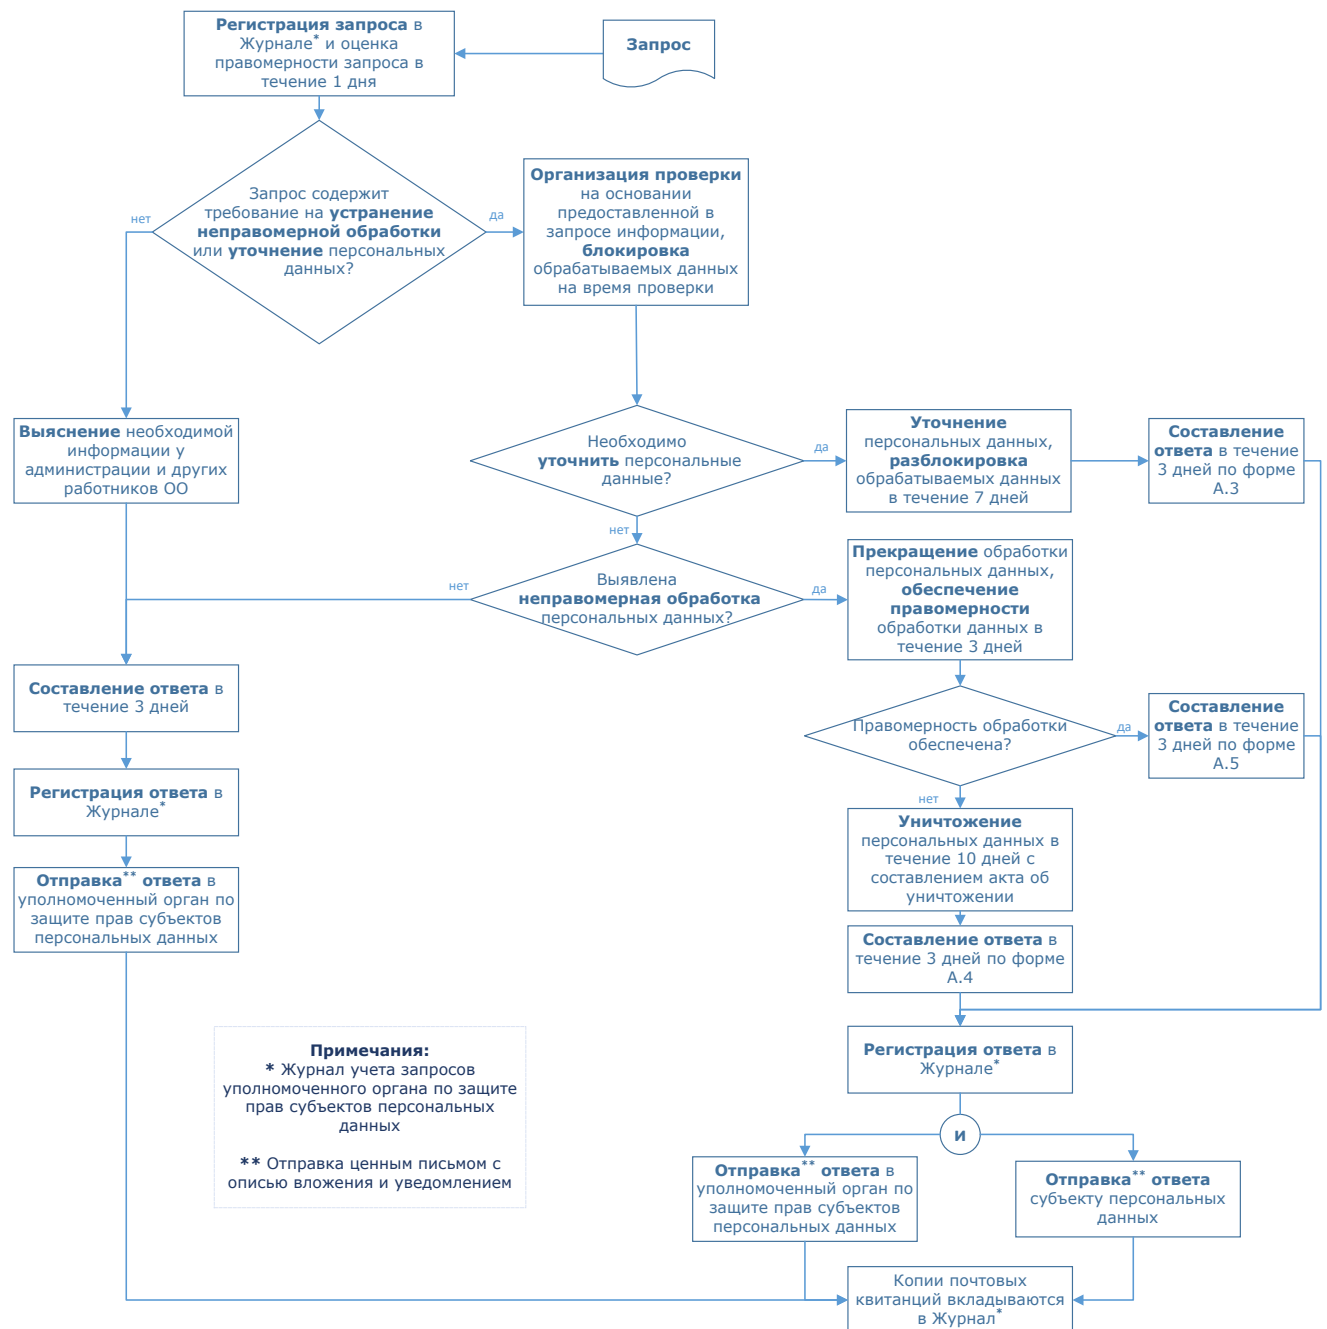 Регистрация запроса в
Журнале* и оценка
правомерности запроса в
течение 1 дня
Запрос
Запрос содержит
требование на устранение
неправомерной обработки
или уточнение персональных
данных?
нет
да
Организация проверки
на основании
предоставленной в
запросе информации,
блокировка
обрабатываемых данных
на время проверки
Выяснение необходимой
информации у
администрации и других
работников ОО
Необходимо
уточнить персональные
данные?
да
нет
Уточнение
персональных данных,
разблокировка
обрабатываемых данных
в течение 7 дней
Составление
ответа в течение
3 дней по форме
А.3
Выявлена
неправомерная обработка
персональных данных?
нет
да
Прекращение обработки
персональных данных,
обеспечение
правомерности
обработки данных в
течение 3 дней
Составление ответа в
течение 3 дней
Правомерность обработки
обеспечена?
да
нет
Составление
ответа в течение
3 дней по форме
А.5
Регистрация ответа в
Журнале*
Уничтожение
персональных данных в
течение 10 дней с
составлением акта об
уничтожении
Отправка** ответа в
уполномоченный орган по
защите прав субъектов
персональных данных
Составление ответа в
течение 3 дней по форме
А.4
Примечания:
* Журнал учета запросов
уполномоченного органа по защите
прав субъектов персональных
данных
** Отправка ценным письмом с
описью вложения и уведомлением
Регистрация ответа в
Журнале*
и
Отправка** ответа в
уполномоченный орган по
защите прав субъектов
персональных данных
Отправка** ответа
субъекту персональных
данных
Копии почтовых
квитанций вкладываются
в Журнал*